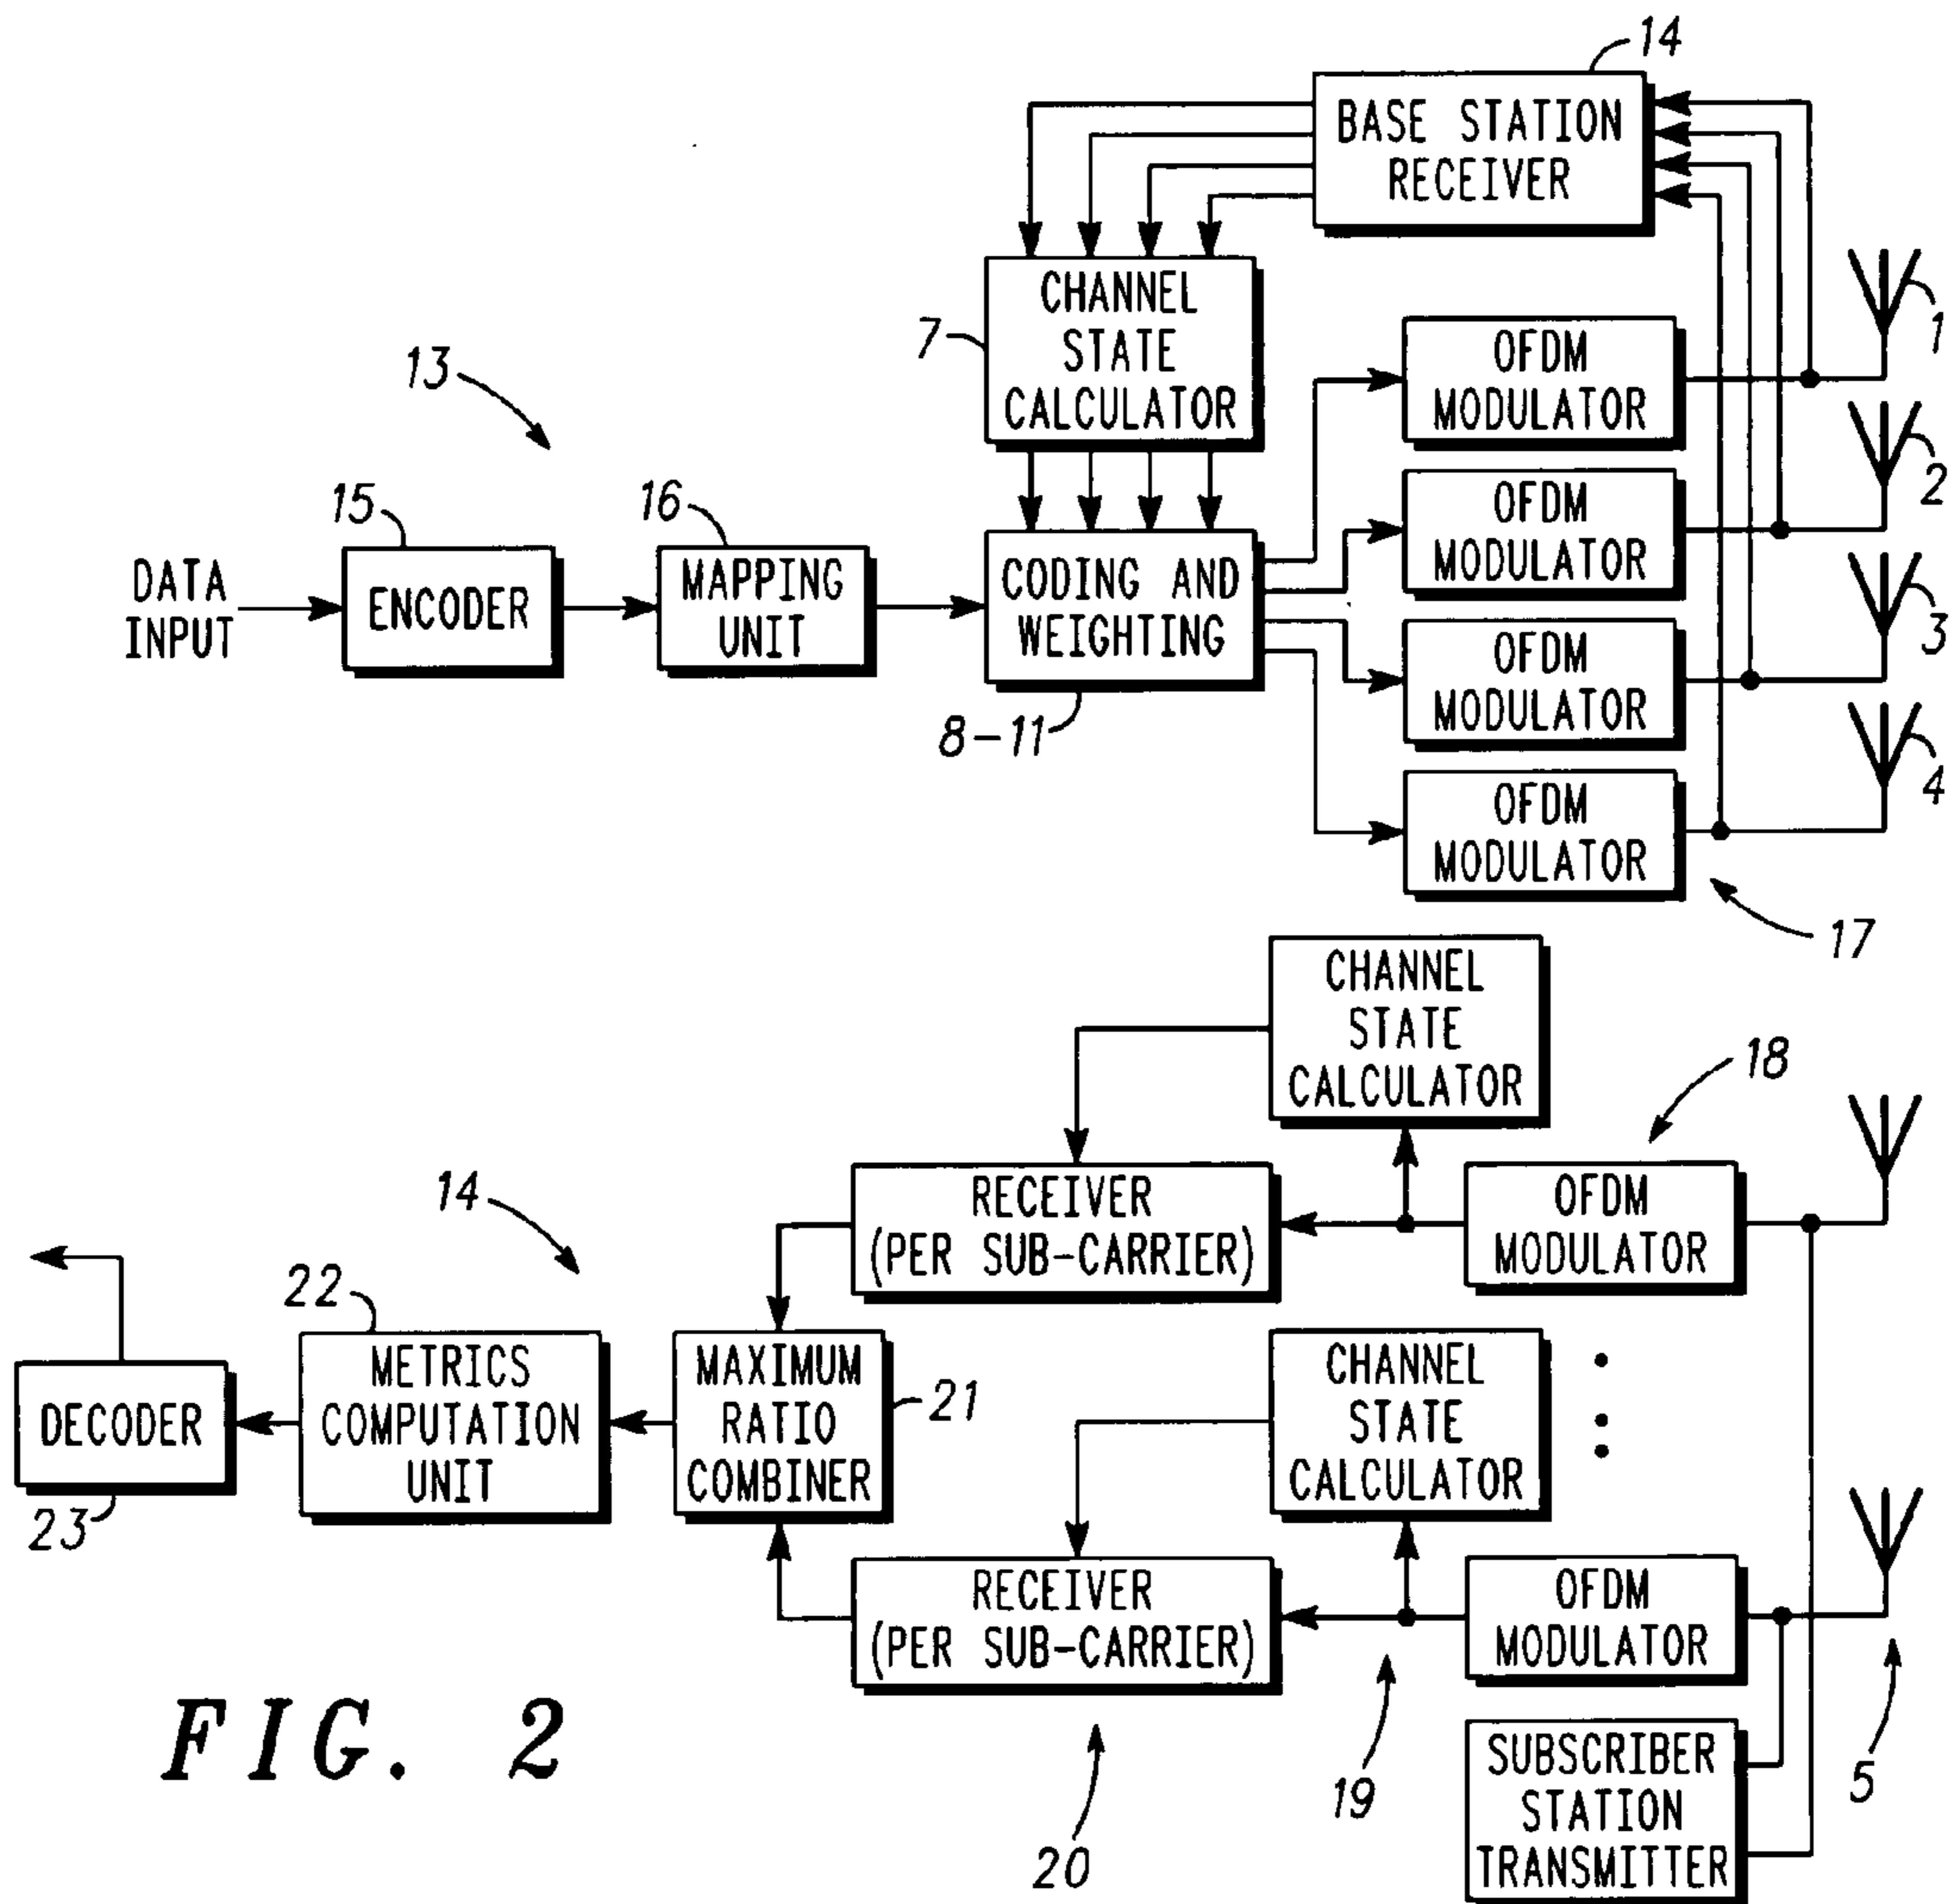 14
BASE STATION
RECEIVER
1
CHANNEL
STATE
CALCULATOR
7
13
OFDM
MODULATOR
2
15
16
OFDM
MODULATOR
DATA
INPUT
ENCODER
MAPPING
UNIT
CODING AND
WEIGHTING
8-11
3
OFDM
MODULATOR
4
OFDM
MODULATOR
17
CHANNEL
STATE
CALCULATOR
18
14
RECEIVER
(PER SUB-CARRIER)
OFDM
MODULATOR
22
METRICS
COMPUTATION
UNIT
DECODER
23
MAXIMUM
RATIO
COMBINER
21
CHANNEL
STATE
CALCULATOR
RECEIVER
(PER SUB-CARRIER)
OFDM
MODULATOR
20
19
5
SUBSCRIBER
STATION
TRANSMITTER
FIG. 2